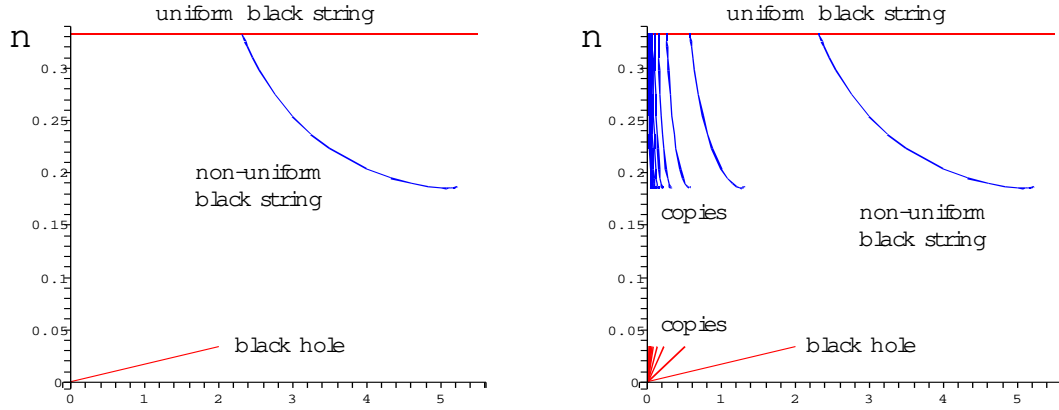 uniform black string
n
0.3
0.25
0.2
0.15
0.1
0.05
0
non-uniform
black string
black hole
0 1 2 3 4 5
uniform black string
n
0.3
0.25
0.2
0.15
0.1
0.05
0
copies
non-uniform
black string
copies
black hole
0 1 2 3 4 5